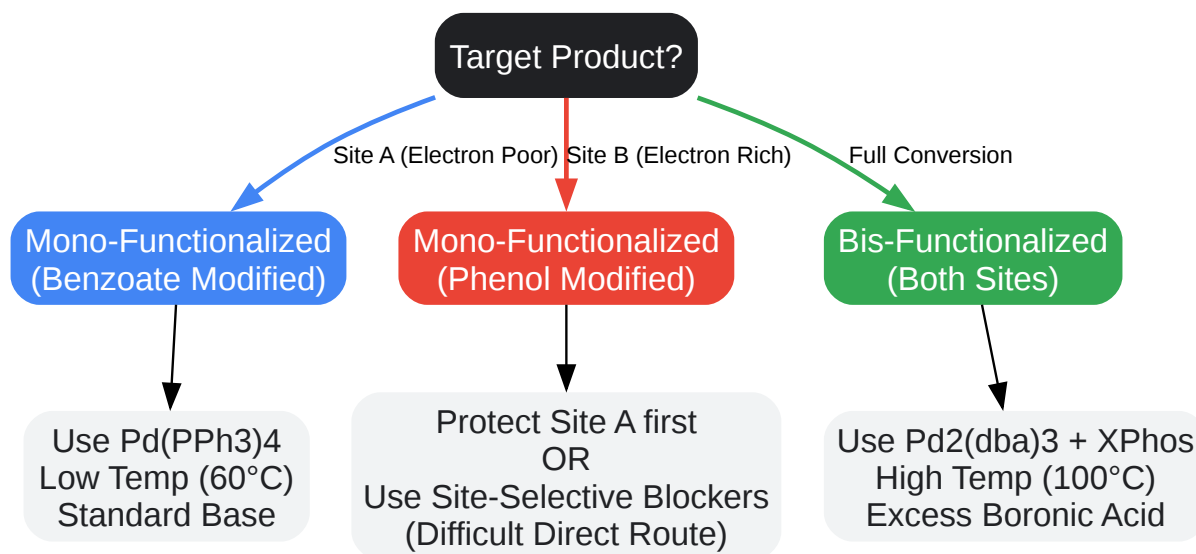 Target Product?
Site A (Electron Poor)
Site B (Electron Rich)
Full Conversion
Mono-Functionalized
(Benzoate Modified)
Mono-Functionalized
(Phenol Modified)
Bis-Functionalized
(Both Sites)
Use Pd(PPh3)4
Low Temp (60°C)
Standard Base
Protect Site A first
OR
Use Site-Selective Blockers
(Difficult Direct Route)
Use Pd2(dba)3 + XPhos
High Temp (100°C)
Excess Boronic Acid